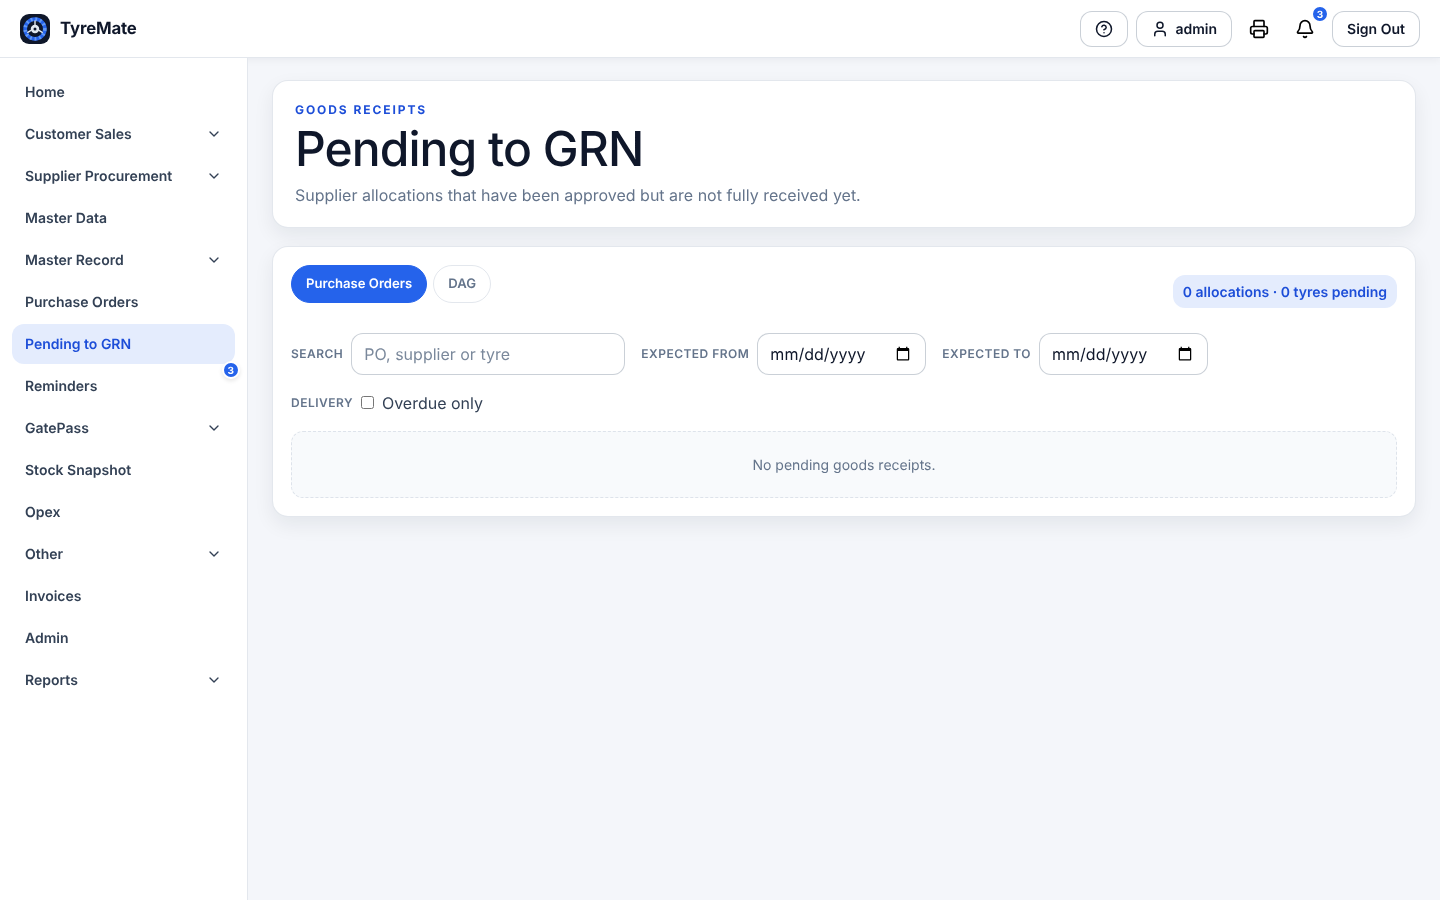 TyreMate
admin
3
Sign Out
Home
Customer Sales
Supplier Procurement
Master Data
Master Record
Purchase Orders
Pending to GRN
3
Reminders
GatePass
Stock Snapshot
Opex
Other
Invoices
Admin
Reports
GOODS RECEIPTS
Pending to GRN
Supplier allocations that have been approved but are not fully received yet.
Purchase Orders DAG
0 allocations · 0 tyres pending
SEARCH PO, supplier or tyre EXPECTED FROM mm/dd/yyyy EXPECTED TO mm/dd/yyyy
DELIVERY Overdue only
No pending goods receipts.